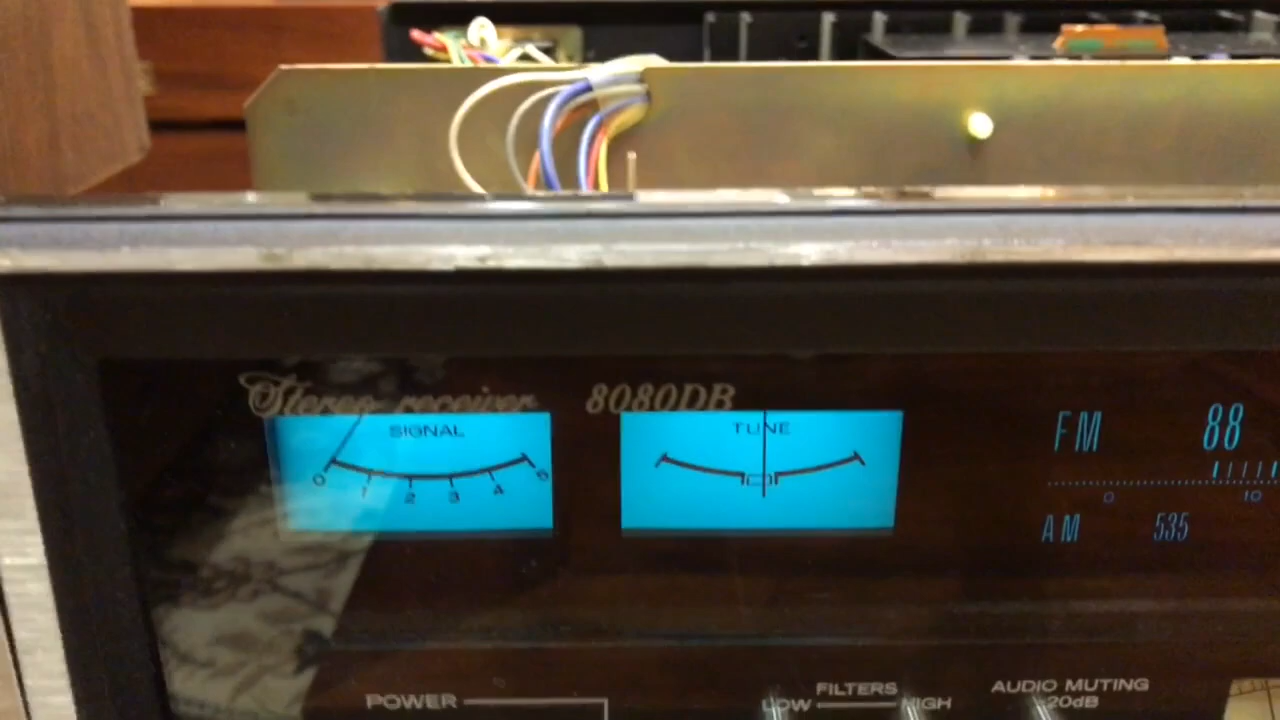 Stereo receiver 8080DB
SIGNAL
0 1 2 3 4 5
TUNE
FM 88
0 10
AM 535
POWER
FILTERS
LOW HIGH
AUDIO MUTING
-20dB